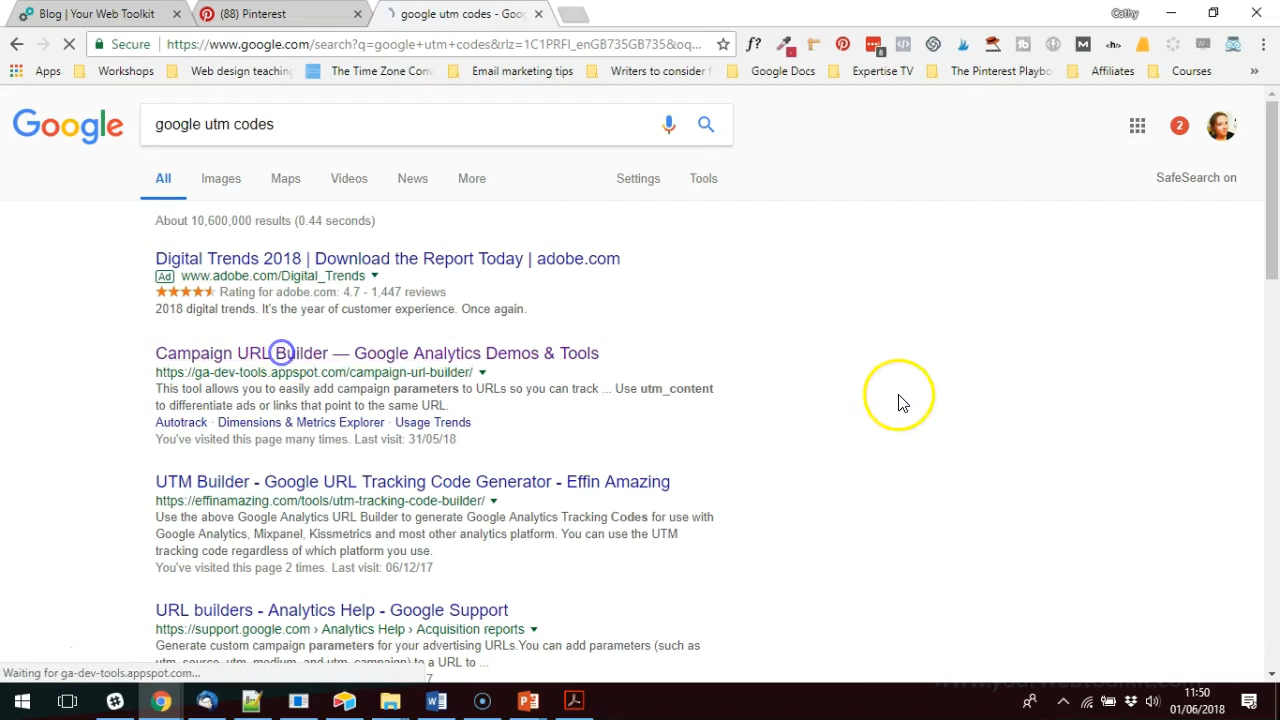 Blog | Your Web Toolkit
(88) Pinterest
google utm codes - Goo
Cathy
Secure
https://www.google.com/search?q=google+utm+codes&rlz=1C1PRFI_enGB735GB735&oq...
f?
8
M
<h>
Apps
Workshops
Web design teaching
The Time Zone Conv
Email marketing tips
Writers to consider f
Google Docs
Expertise TV
The Pinterest Playbo
Affiliates
Courses
»
Google
google utm codes
2
All
Images
Maps
Videos
News
More
Settings
Tools
SafeSearch on
About 10,600,000 results (0.44 seconds)
Digital Trends 2018 | Download the Report Today | adobe.com
Ad www.adobe.com/Digital_Trends
Rating for adobe.com: 4.7 - 1,447 reviews
2018 digital trends. It's the year of customer experience. Once again.
Campaign URL Builder — Google Analytics Demos & Tools
https://ga-dev-tools.appspot.com/campaign-url-builder/
This tool allows you to easily add campaign parameters to URLs so you can track ... Use utm_content
to differentiate ads or links that point to the same URL.
Autotrack · Dimensions & Metrics Explorer · Usage Trends
You've visited this page many times. Last visit: 31/05/18
UTM Builder - Google URL Tracking Code Generator - Effin Amazing
https://effinamazing.com/tools/utm-tracking-code-builder/
Use the above Google Analytics URL Builder to generate Google Analytics Tracking Codes for use with
Google Analytics, Mixpanel, Kissmetrics and most other analytics platform. You can use the UTM
tracking code regardless of which platform you use.
You've visited this page 2 times. Last visit: 06/12/17
URL builders - Analytics Help - Google Support
https://support.google.com › Analytics Help › Acquisition reports
Generate custom campaign parameters for your advertising URLs.You can add parameters (such as
utm_source, utm_medium, and utm_campaign) to a URL to ...
Waiting for ga-dev-tools.appspot.com...
7
11:50
01/06/2018